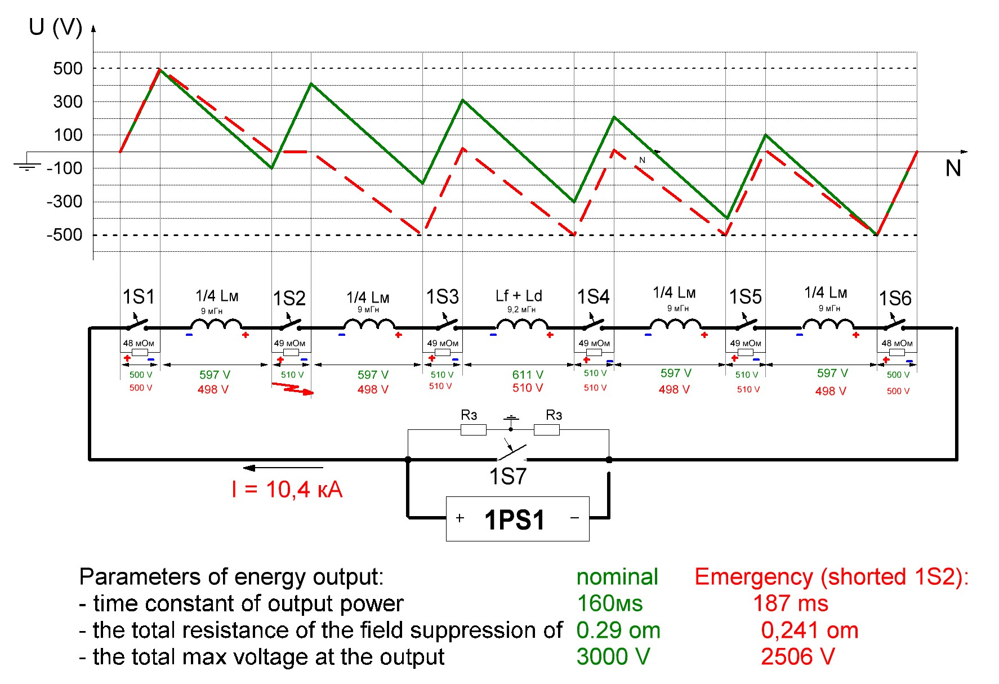 U (V)
500
300
100
-100
-300
-500
N
N
1S1 1/4 Lм 1S2 1/4 Lм 1S3 Lf + Ld 1S4 1/4 Lм 1S5 1/4 Lм 1S6
9 мГн 9 мГн 9,2 мГн 9 мГн 9 мГн
- + - + - + - + - +
48 мОм 49 мОм 49 мОм 49 мОм 49 мОм 48 мОм
+ - + - + - + - + - + -
500 V 597 V 510 V 597 V 510 V 611 V 510 V 597 V 510 V 597 V 500 V
500 V 498 V 498 V 510 V 510 V 510 V 498 V 510 V 498 V 500 V
Rз Rз
1S7
I = 10,4 кА
+ 1PS1 -
Parameters of energy output: nominal Emergency (shorted 1S2):
- time constant of output power 160мs 187 ms
- the total resistance of the field suppression of 0.29 om 0,241 om
- the total max voltage at the output 3000 V 2506 V